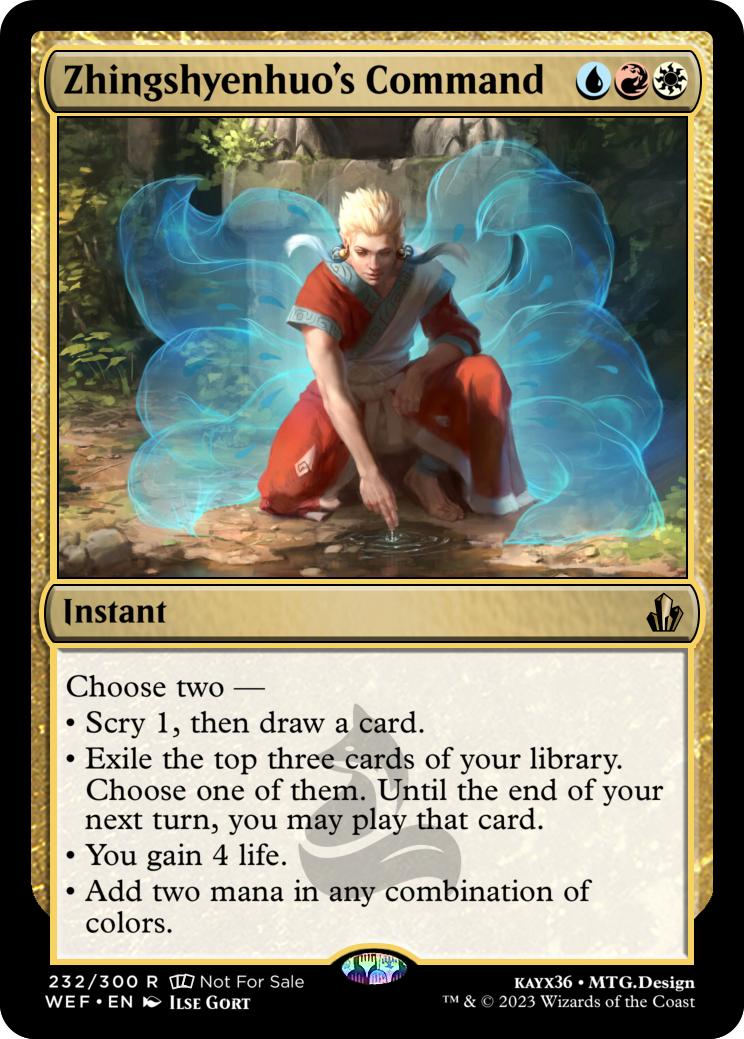 Zhingshyenhuo's Command
Instant
Choose two —
• Scry 1, then draw a card.
• Exile the top three cards of your library.
Choose one of them. Until the end of your
next turn, you may play that card.
• You gain 4 life.
• Add two mana in any combination of
colors.
232/300 R Not For Sale
WEF • EN Ilse Gort
KAYX36 • MTG.Design
™ & © 2023 Wizards of the Coast